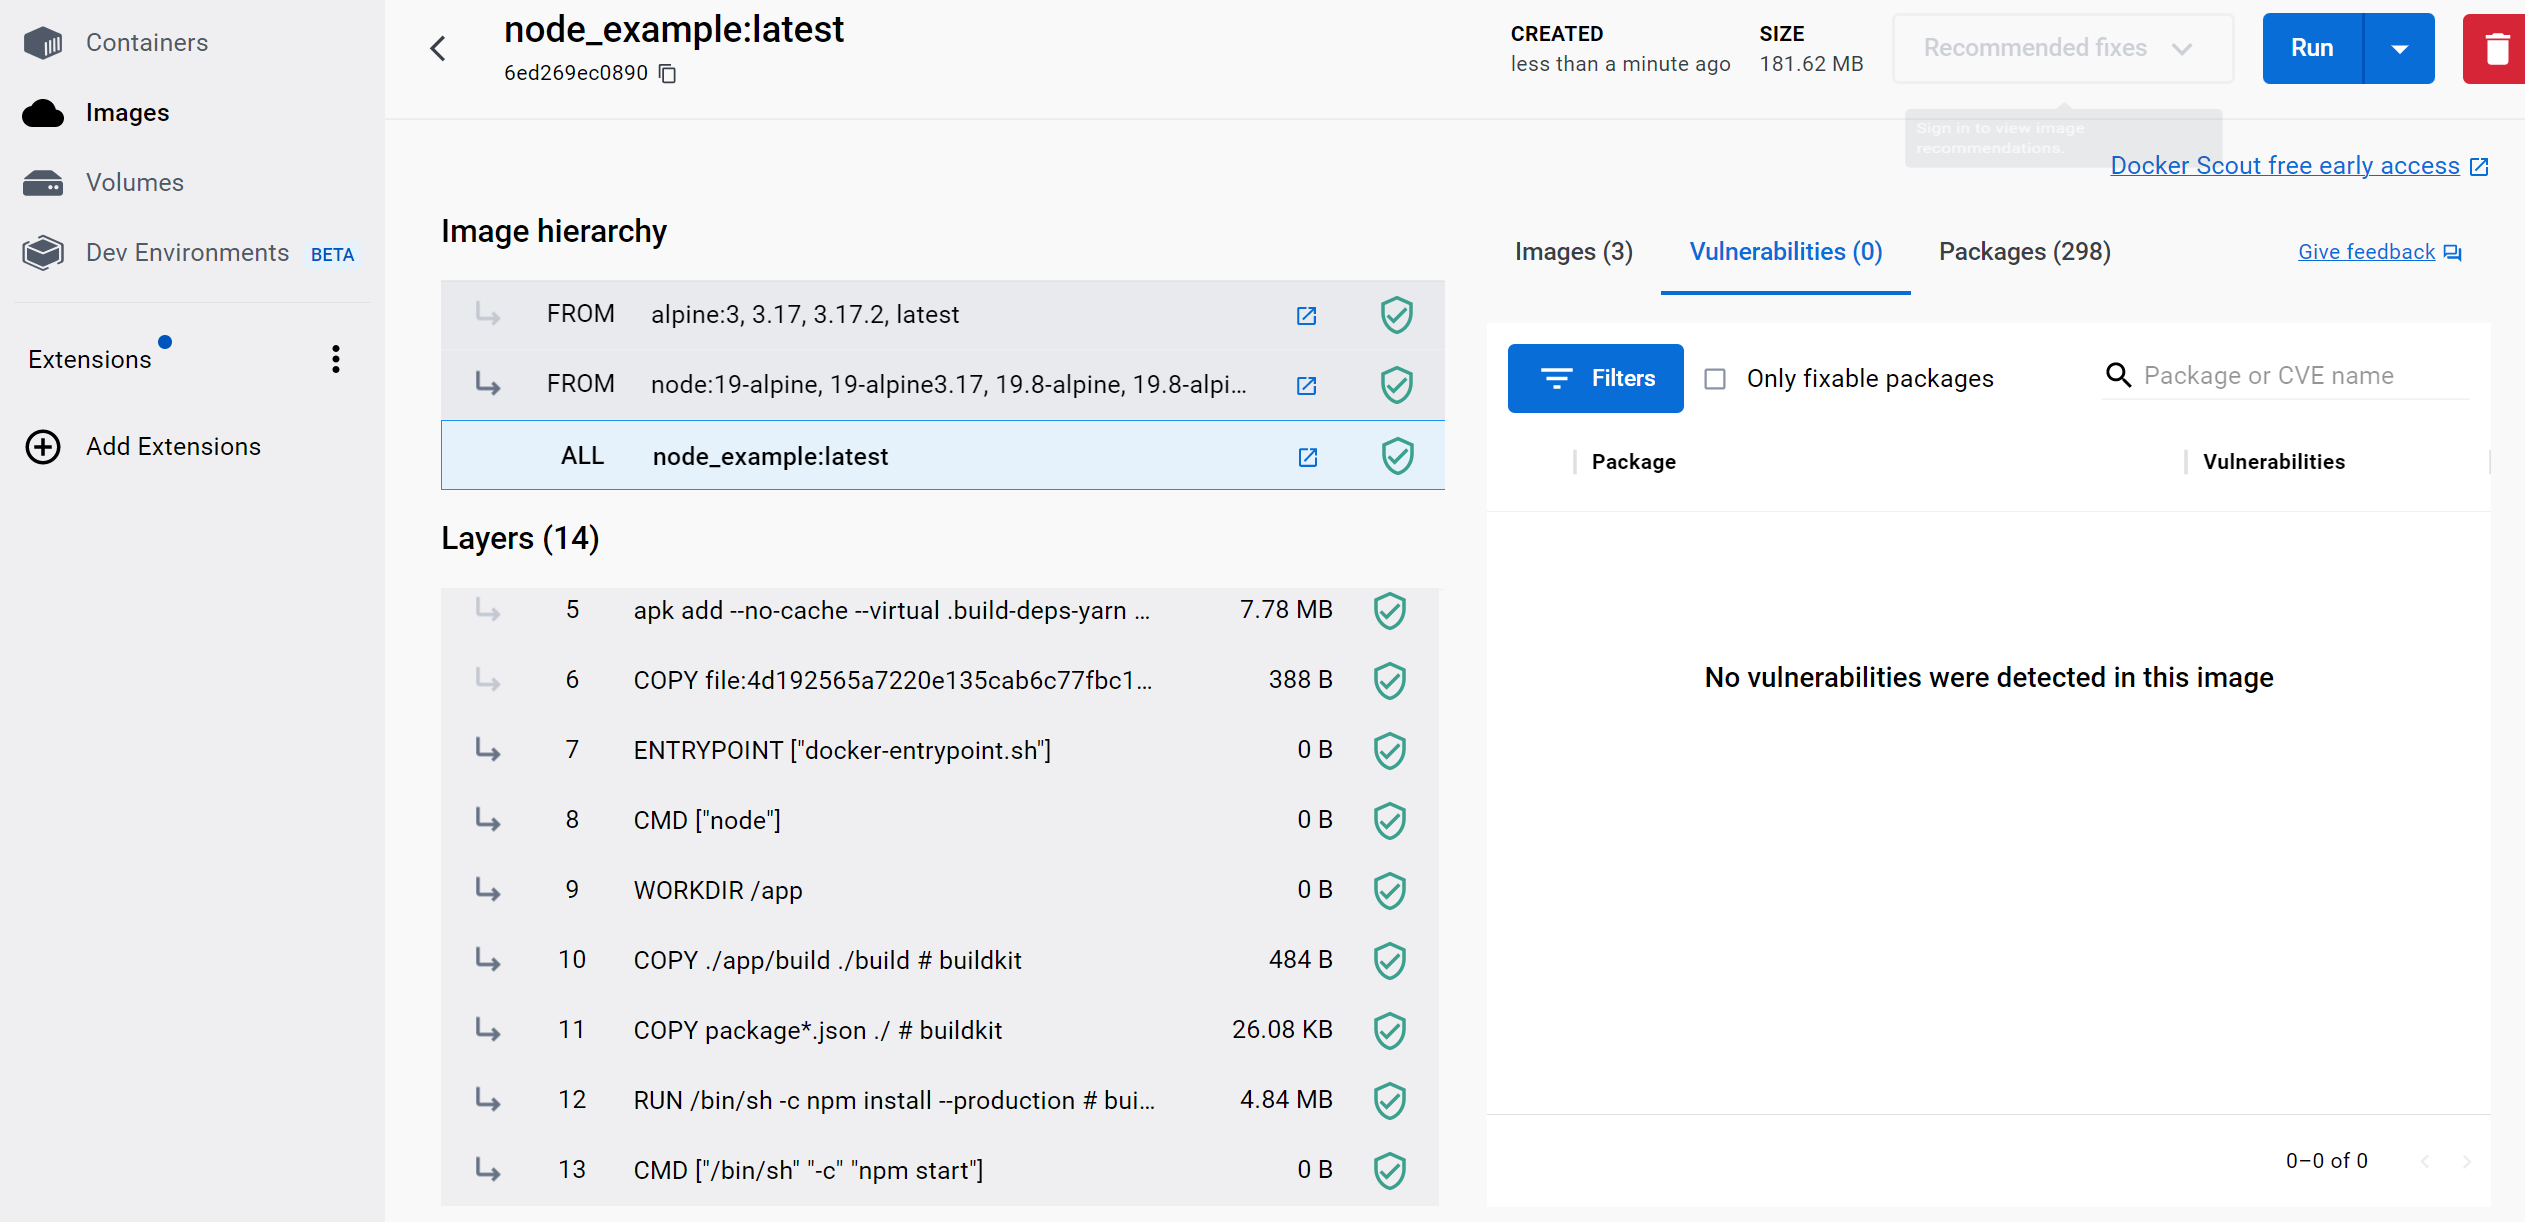 Containers
Images
Volumes
Dev Environments BETA
Extensions
Add Extensions
node_example:latest
6ed269ec0890
CREATED
less than a minute ago
SIZE
181.62 MB
Recommended fixes
Run
Sign in to view image
recommendations.
Docker Scout free early access
Image hierarchy
FROM alpine:3, 3.17, 3.17.2, latest
FROM node:19-alpine, 19-alpine3.17, 19.8-alpine, 19.8-alpi...
ALL node_example:latest
Layers (14)
5 apk add --no-cache --virtual .build-deps-yarn ... 7.78 MB
6 COPY file:4d192565a7220e135cab6c77fbc1... 388 B
7 ENTRYPOINT ["docker-entrypoint.sh"] 0 B
8 CMD ["node"] 0 B
9 WORKDIR /app 0 B
10 COPY ./app/build ./build # buildkit 484 B
11 COPY package*.json ./ # buildkit 26.08 KB
12 RUN /bin/sh -c npm install --production # bui... 4.84 MB
13 CMD ["/bin/sh" "-c" "npm start"] 0 B
Images (3) Vulnerabilities (0) Packages (298) Give feedback
Filters Only fixable packages Package or CVE name
Package Vulnerabilities
No vulnerabilities were detected in this image
0–0 of 0